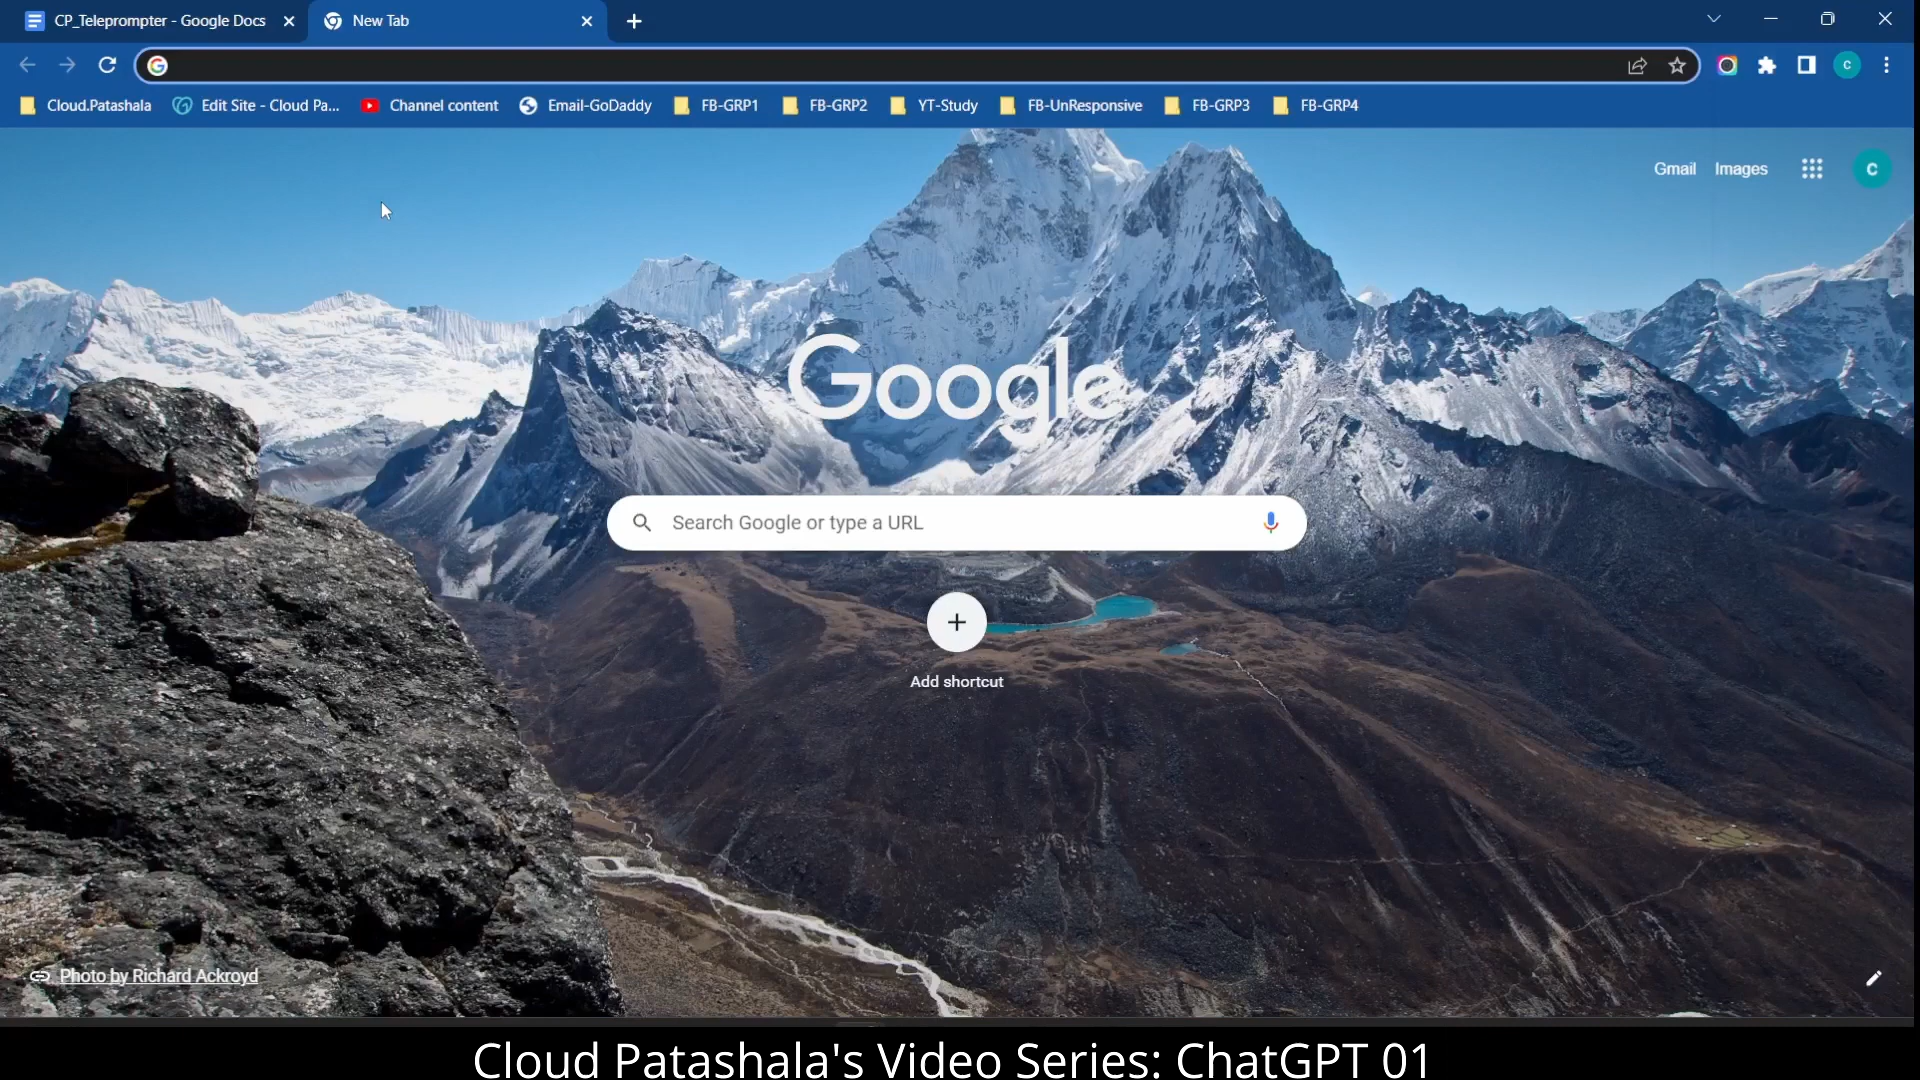 CP_Teleprompter - Google Docs
New Tab
Cloud.Patashala
Edit Site - Cloud Pa...
Channel content
Email-GoDaddy
FB-GRP1
FB-GRP2
YT-Study
FB-UnResponsive
FB-GRP3
FB-GRP4
C
Gmail
Images
C
Google
Search Google or type a URL
Add shortcut
Photo by Richard Ackroyd
Cloud Patashala's Video Series: ChatGPT 01